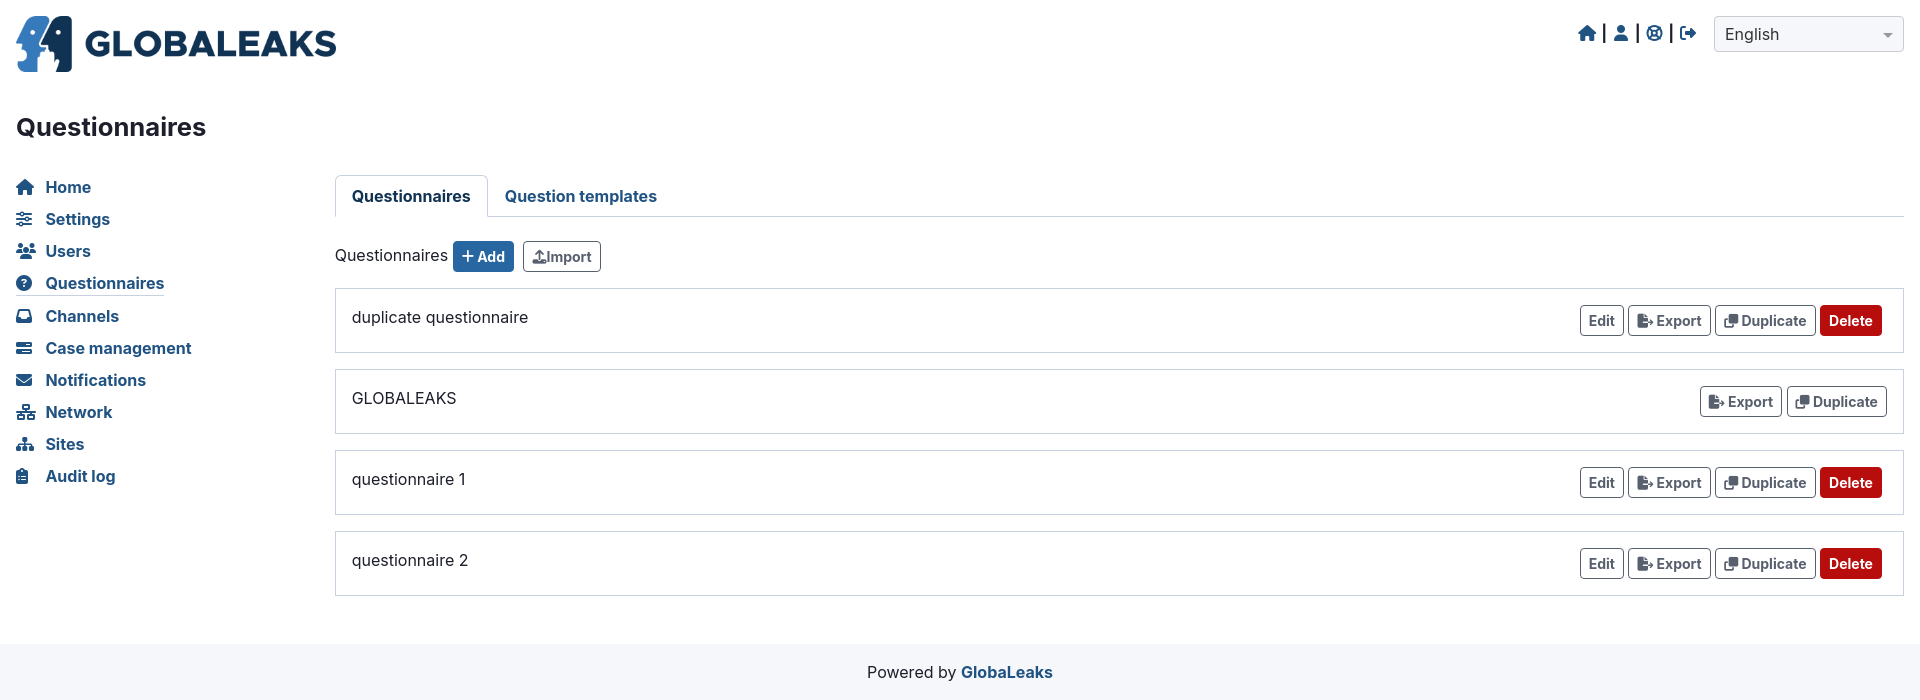 GLOBALEAKS
English
Questionnaires
Home
Settings
Users
Questionnaires
Channels
Case management
Notifications
Network
Sites
Audit log
Questionnaires Question templates
Questionnaires Add Import
duplicate questionnaire Edit Export Duplicate Delete
GLOBALEAKS Export Duplicate
questionnaire 1 Edit Export Duplicate Delete
questionnaire 2 Edit Export Duplicate Delete
Powered by GlobaLeaks